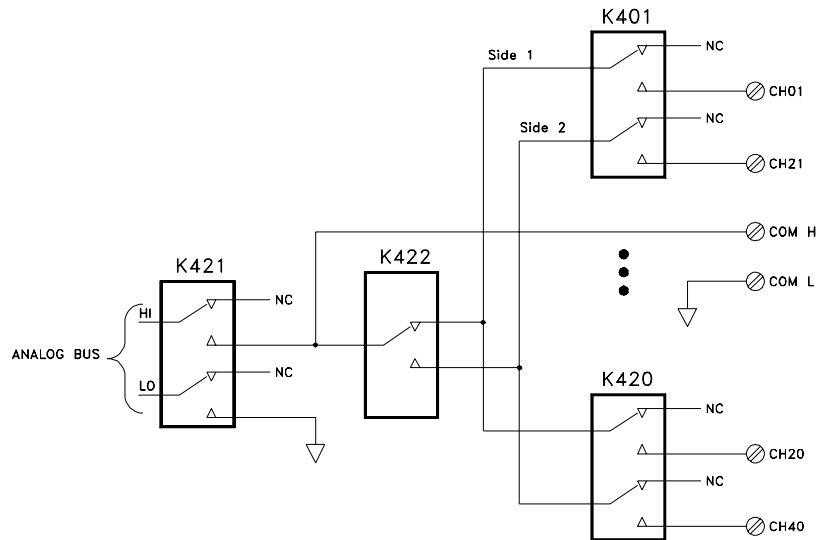 K401
Side 1
NC
CH01
Side 2
NC
CH21
COM H
K421
K422
COM L
NC
HI
ANALOG BUS
NC
LO
K420
NC
CH20
NC
CH40